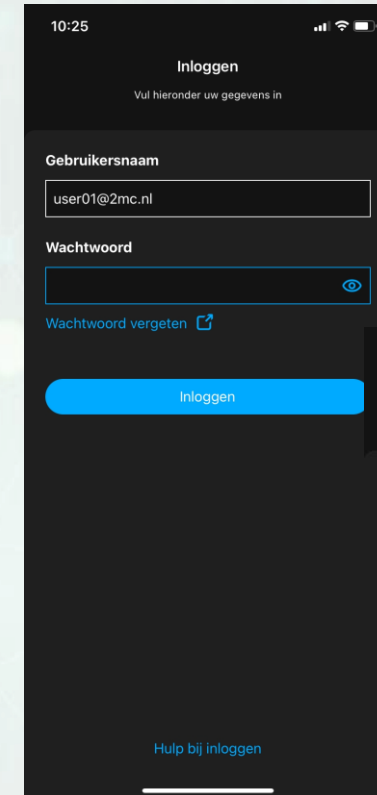 10:25
Inloggen
Vul hieronder uw gegevens in
Gebruikersnaam
user01@2mc.nl
Wachtwoord
Wachtwoord vergeten
Inloggen
Hulp bij inloggen